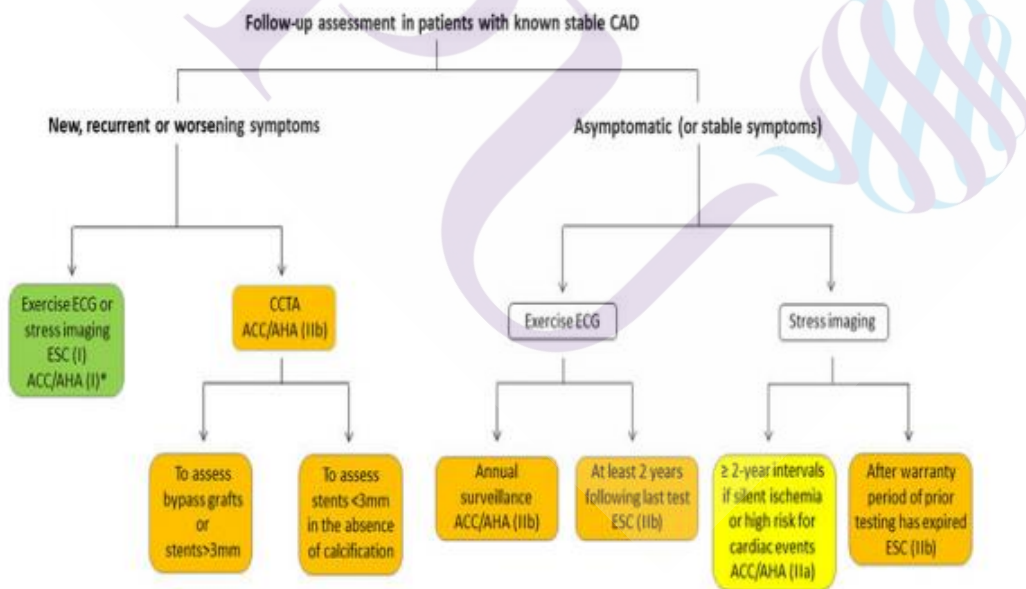 Follow-up assessment in patients with known stable CAD
New, recurrent or worsening symptoms
Asymptomatic (or stable symptoms)
Exercise ECG or
stress imaging
ESC (I)
ACC/AHA (I)*
CCTA
ACC/AHA (IIb)
Exercise ECG
Stress imaging
To assess
bypass grafts
or
stents>3mm
To assess
stents <3mm
in the absence
of calcification
Annual
surveillance
ACC/AHA (IIb)
At least 2 years
following last test
ESC (IIb)
≥ 2-year intervals
if silent ischemia
or high risk for
cardiac events
ACC/AHA (IIa)
After warranty
period of prior
testing has expired
ESC (IIb)